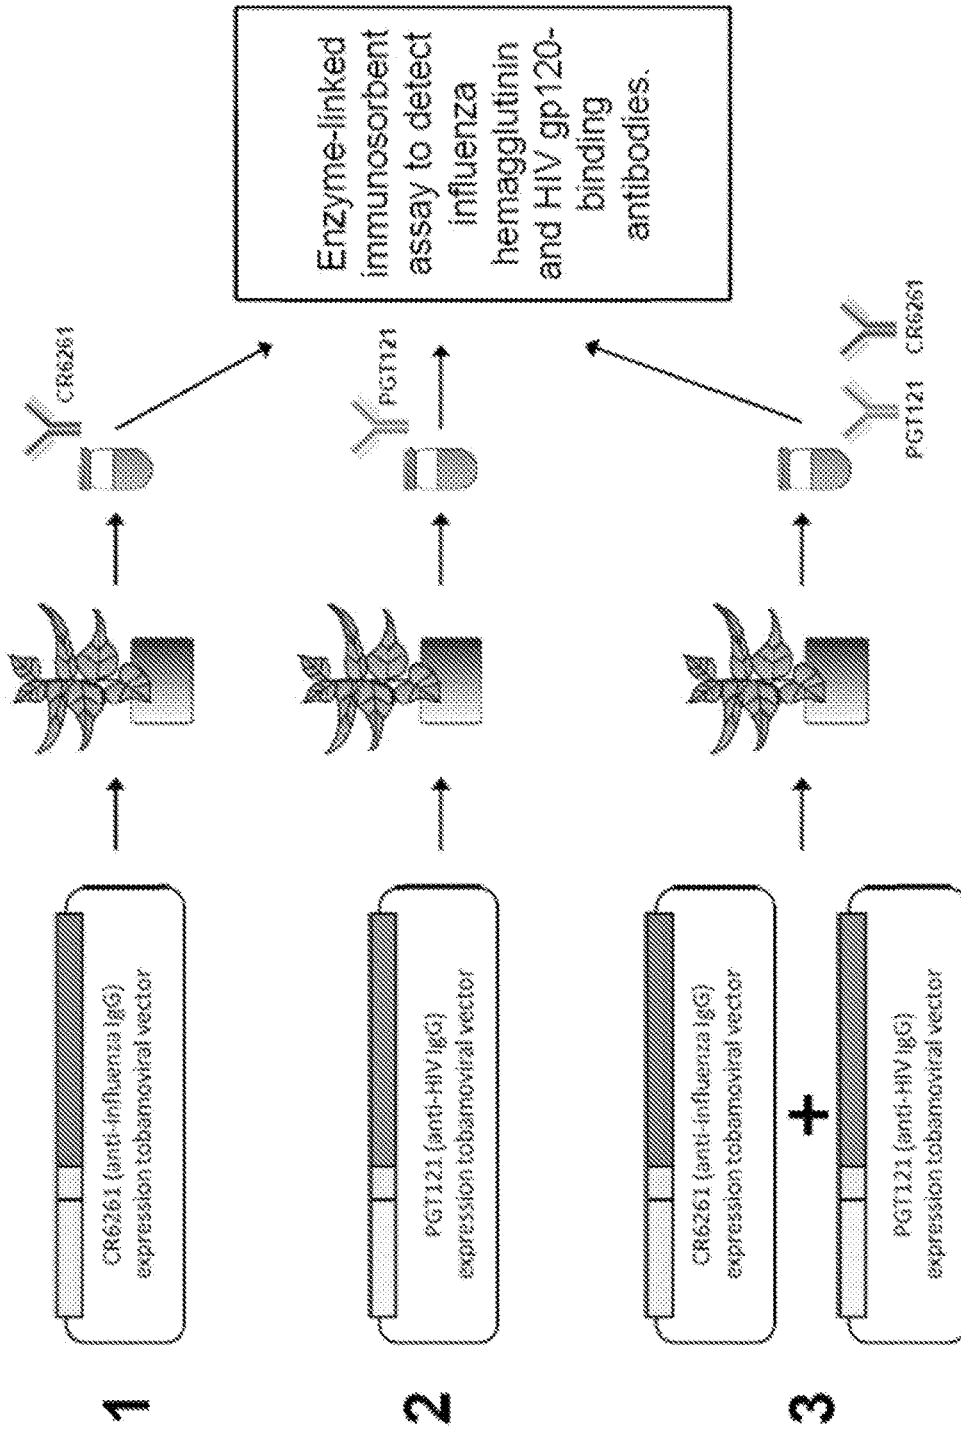 1
CR6261 (anti-influenza IgG)
expression tobamoviral vector
CR6261
2
PGT121 (anti-HIV IgG)
expression tobamoviral vector
PGT121
3
CR6261 (anti-influenza IgG)
expression tobamoviral vector
+
PGT121 (anti-HIV IgG)
expression tobamoviral vector
PGT121
CR6261
Enzyme-linked
immunosorbent
assay to detect
influenza
hemagglutinin
and HIV gp120-
binding
antibodies.